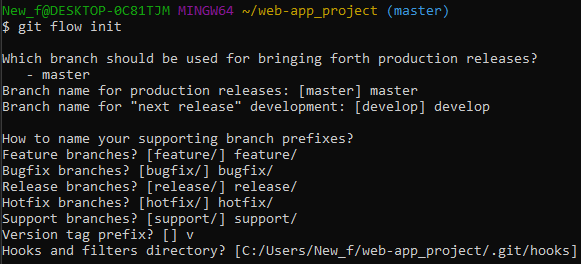 New_f@DESKTOP-0C81TJM MINGW64 ~/web-app_project (master)
$ git flow init
Which branch should be used for bringing forth production releases?
- master
Branch name for production releases: [master] master
Branch name for "next release" development: [develop] develop
How to name your supporting branch prefixes?
Feature branches? [feature/] feature/
Bugfix branches? [bugfix/] bugfix/
Release branches? [release/] release/
Hotfix branches? [hotfix/] hotfix/
Support branches? [support/] support/
Version tag prefix? [] v
Hooks and filters directory? [C:/Users/New_f/web-app_project/.git/hooks]